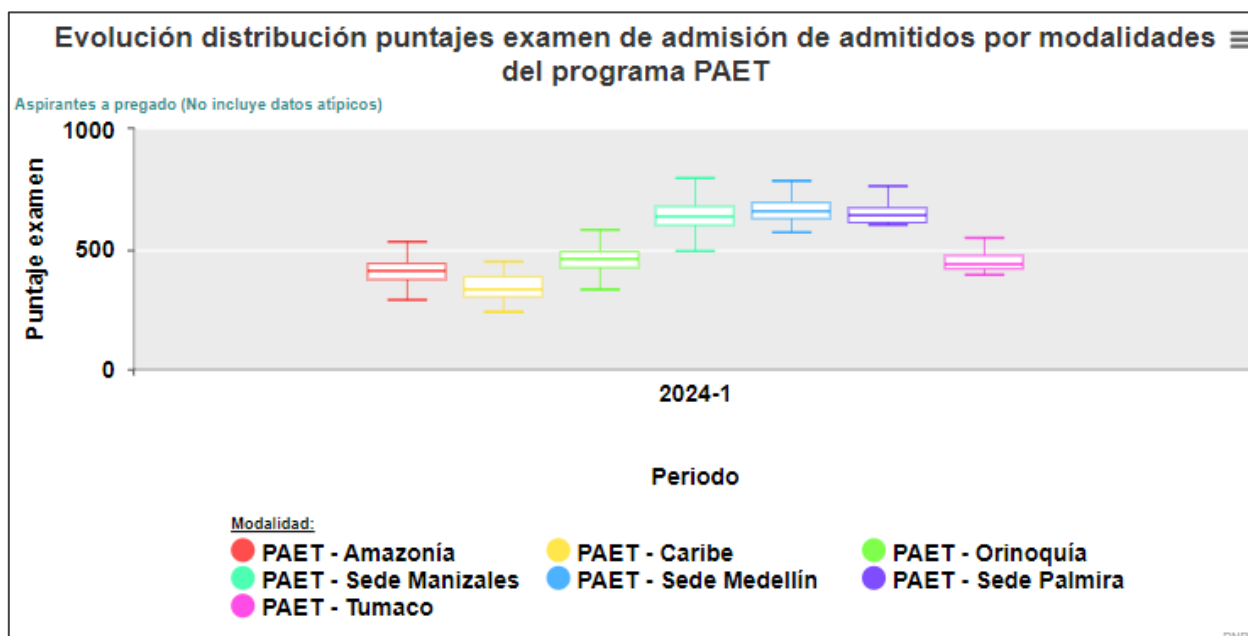 Evolución distribución puntajes examen de admisión de admitidos por modalidades
del programa PAET
Aspirantes a pregado (No incluye datos atípicos)
1000
500
0
Puntaje examen
2024-1
Periodo
Modalidad:
PAET - Amazonía
PAET - Caribe
PAET - Orinoquía
PAET - Sede Manizales
PAET - Sede Medellín
PAET - Sede Palmira
PAET - Tumaco